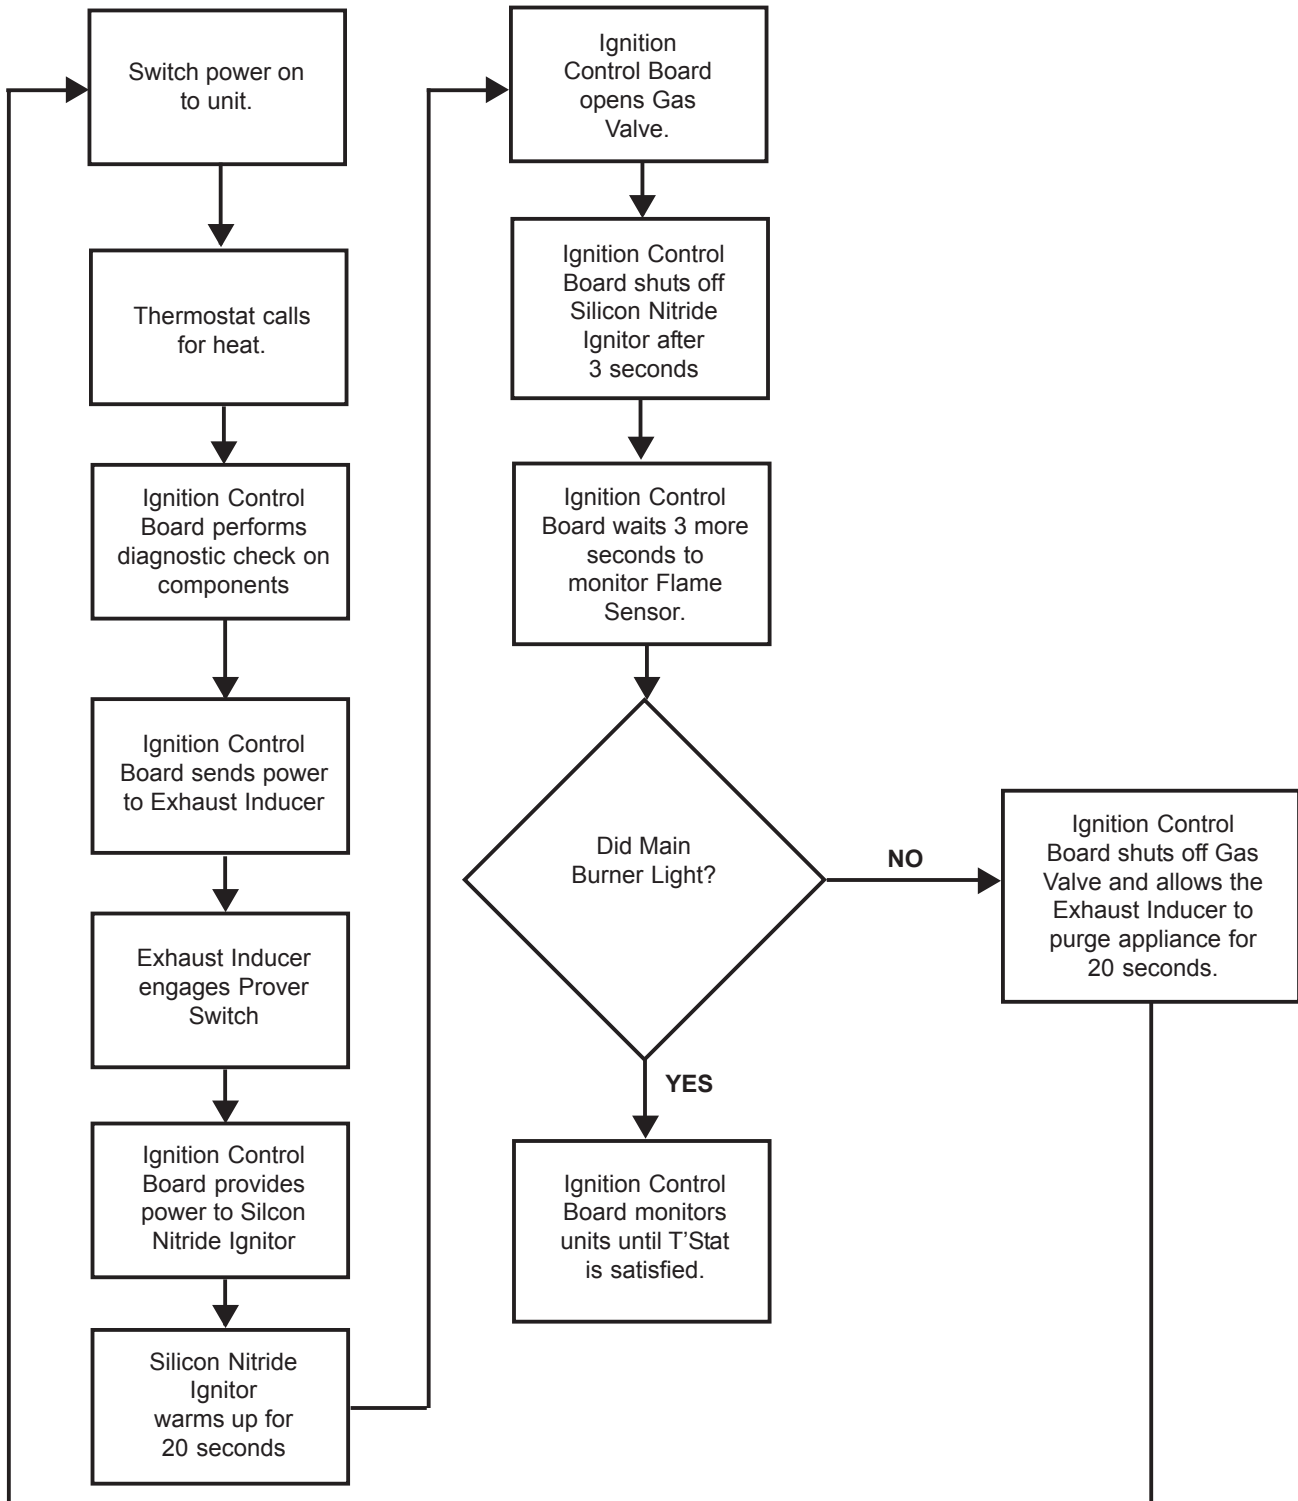 Switch power on
to unit.
Thermostat calls
for heat.
Ignition Control
Board performs
diagnostic check on
components
Ignition Control
Board sends power
to Exhaust Inducer
Exhaust Inducer
engages Prover
Switch
Ignition Control
Board provides
power to Silcon
Nitride Ignitor
Silicon Nitride
Ignitor
warms up for
20 seconds
Ignition
Control Board
opens Gas
Valve.
Ignition Control
Board shuts off
Silicon Nitride
Ignitor after
3 seconds
Ignition Control
Board waits 3 more
seconds to
monitor Flame
Sensor.
Did Main
Burner Light?
NO
Ignition Control
Board shuts off Gas
Valve and allows the
Exhaust Inducer to
purge appliance for
20 seconds.
YES
Ignition Control
Board monitors
units until T’Stat
is satisfied.